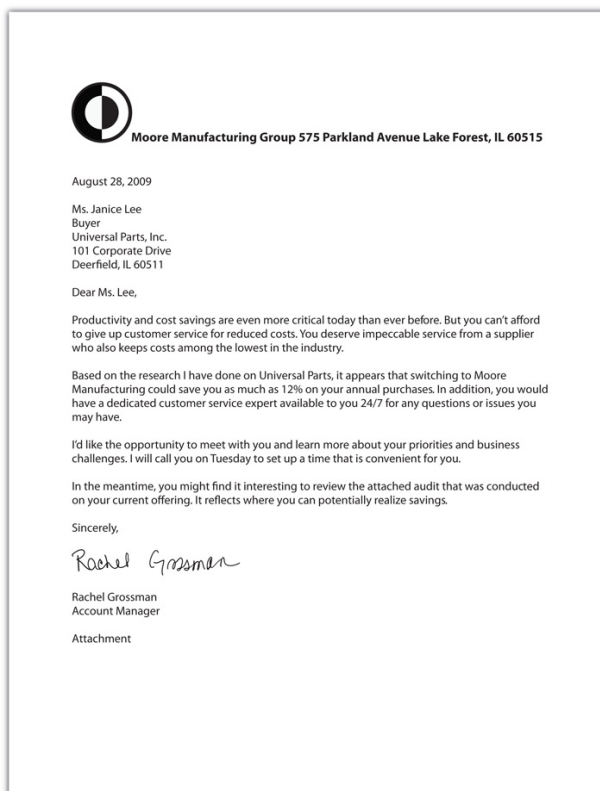 Moore Manufacturing Group 575 Parkland Avenue Lake Forest, IL 60515
August 28, 2009
Ms. Janice Lee
Buyer
Universal Parts, Inc.
101 Corporate Drive
Deerfield, IL 60511
Dear Ms. Lee,
Productivity and cost savings are even more critical today than ever before. But you can't afford
to give up customer service for reduced costs. You deserve impeccable service from a supplier
who also keeps costs among the lowest in the industry.
Based on the research I have done on Universal Parts, it appears that switching to Moore
Manufacturing could save you as much as 12% on your annual purchases. In addition, you would
have a dedicated customer service expert available to you 24/7 for any questions or issues you
may have.
I'd like the opportunity to meet with you and learn more about your priorities and business
challenges. I will call you on Tuesday to set up a time that is convenient for you.
In the meantime, you might find it interesting to review the attached audit that was conducted
on your current offering. It reflects where you can potentially realize savings.
Sincerely,
Rachel Grossman
Rachel Grossman
Account Manager
Attachment